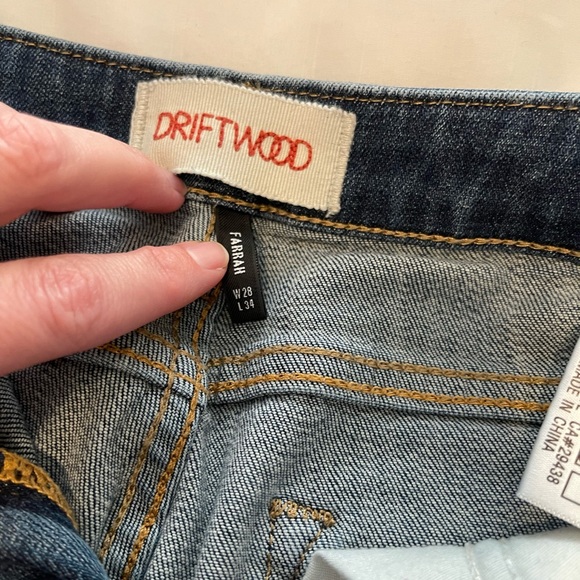 DRIFTWOOD
FARRAH
W28
L34
CA#29438
MADE IN CHINA